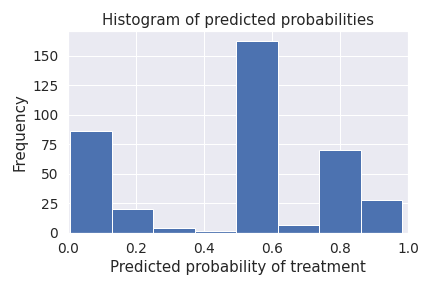 Histogram of predicted probabilities
150
125
100
75
50
25
0
Frequency
0.0 0.2 0.4 0.6 0.8 1.0
Predicted probability of treatment